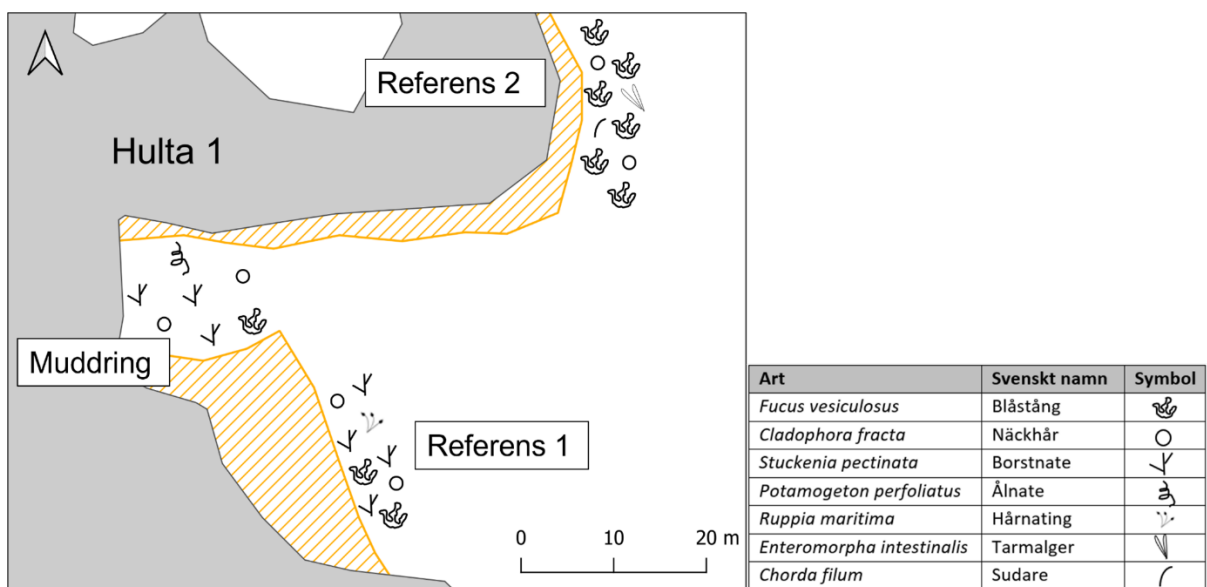 Referens 2
Hulta 1
Muddring
Referens 1
0 10 20 m
Art Svenskt namn Symbol
Fucus vesiculosus Blåstång
Cladophora fracta Näckhår
Stuckenia pectinata Borstnate
Potamogeton perfoliatus Ålnate
Ruppia maritima Hårnating
Enteromorpha intestinalis Tarmalger
Chorda filum Sudare